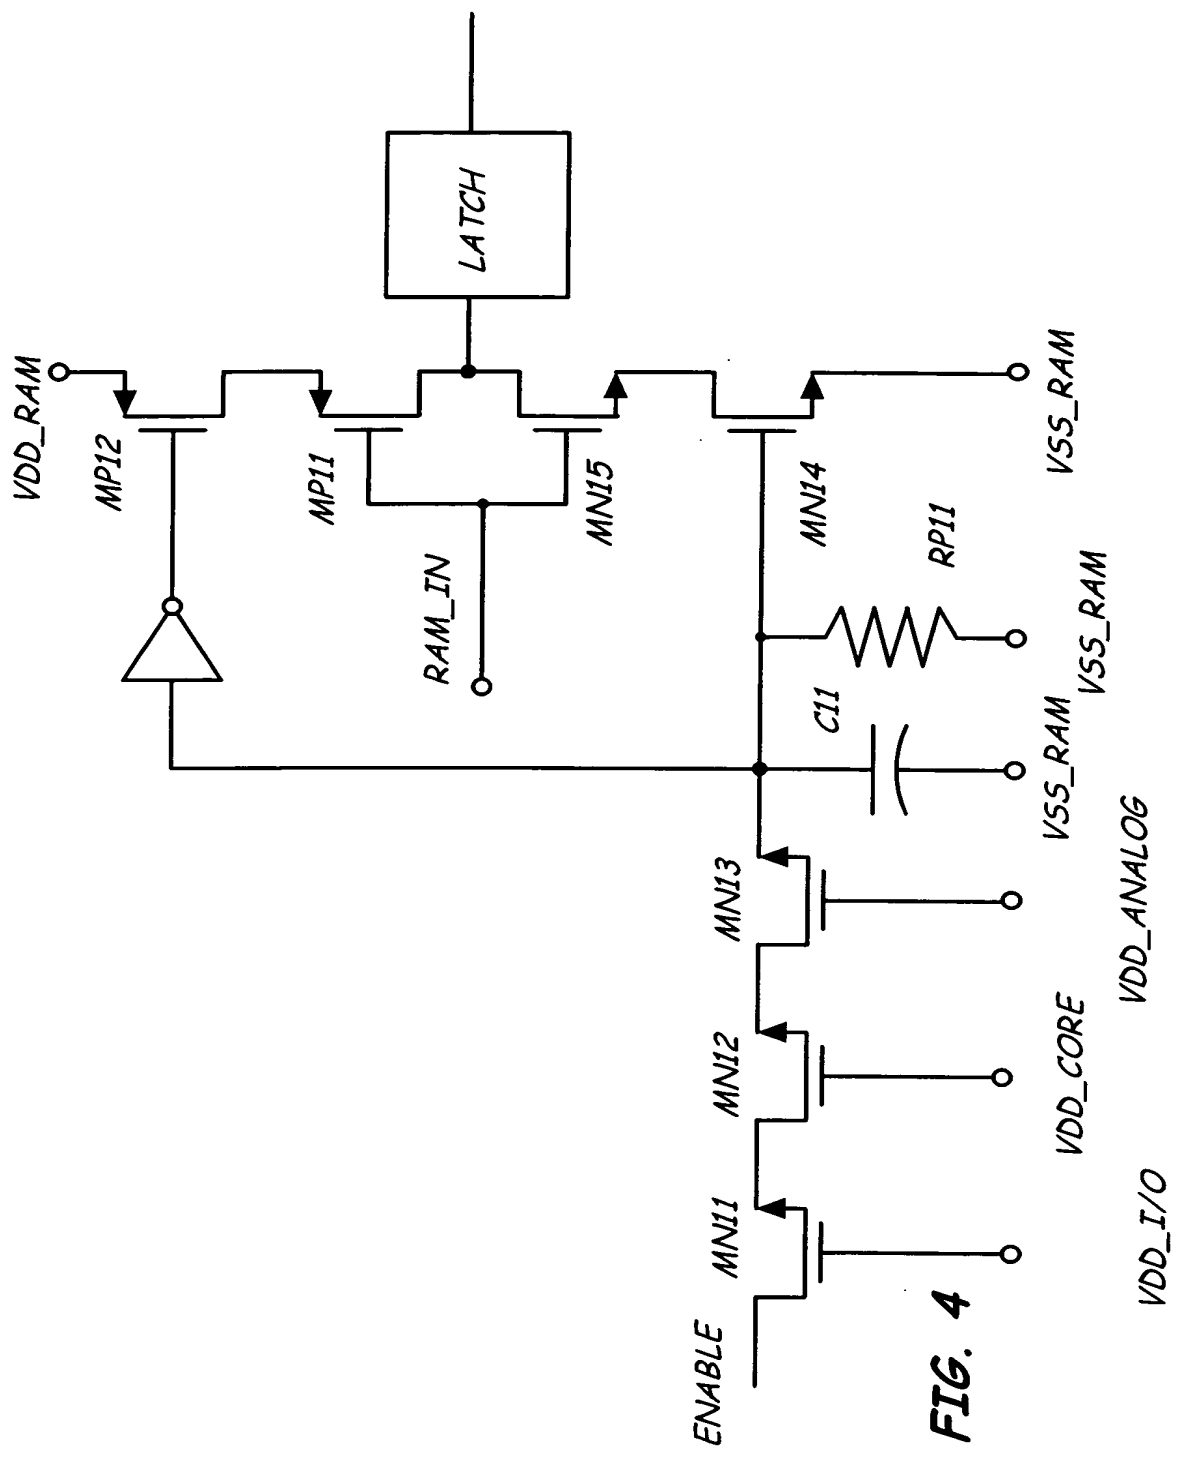 VDD_RAM
MP12
MP11
MN15
MN14
LATCH
RAM_IN
RP11
C11
VSS_RAM
VSS_RAM
VSS_RAM
MN13
MN12
MN11
VDD_ANALOG
VDD_CORE
VDD_I/O
ENABLE
FIG. 4